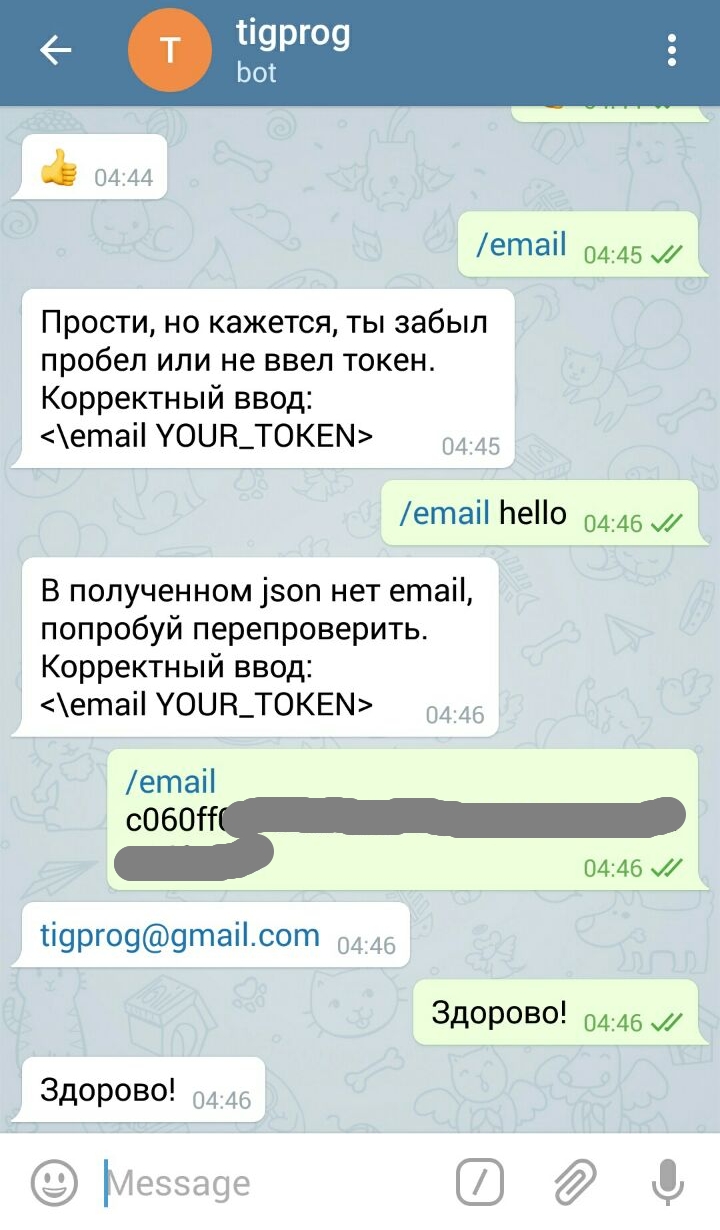 T
tigprog
bot
04:44
/email 04:45
Прости, но кажется, ты забыл
пробел или не ввел токен.
Корректный ввод:
<\email YOUR_TOKEN> 04:45
/email hello 04:46
В полученном json нет email,
попробуй перепроверить.
Корректный ввод:
<\email YOUR_TOKEN> 04:46
/email
c060ff
04:46
tigprog@gmail.com 04:46
Здорово! 04:46
Здорово! 04:46
Message